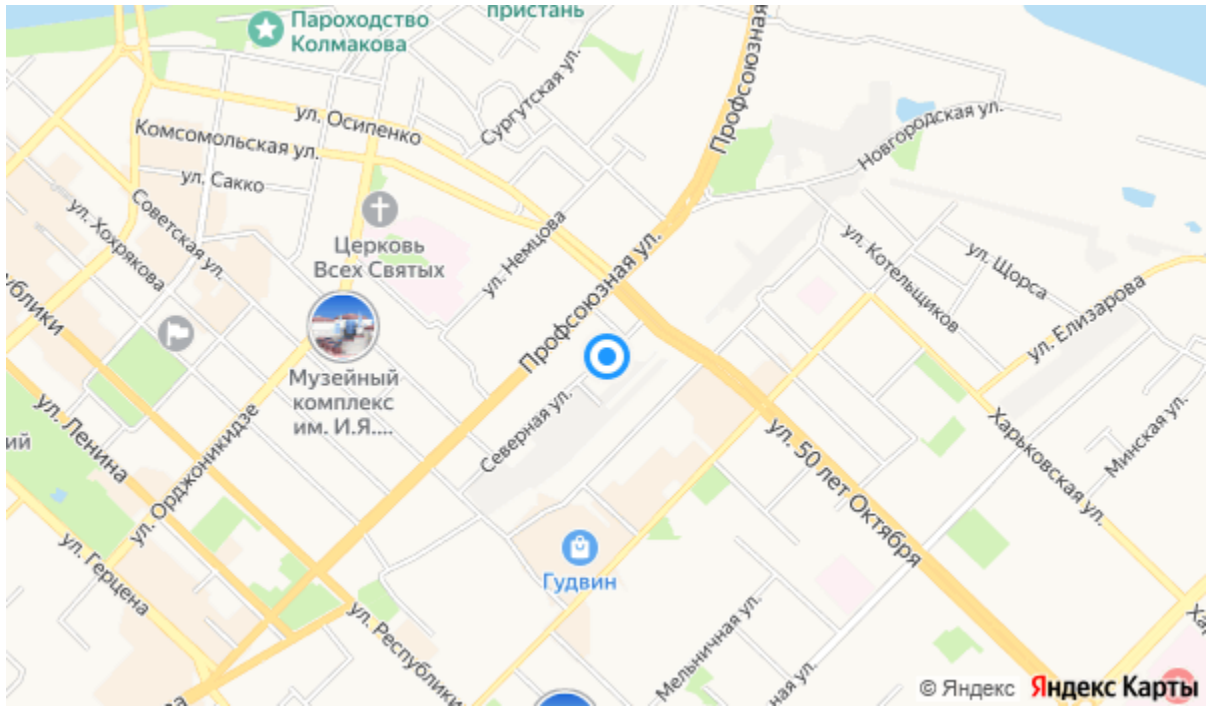 Пароходство
Колмакова
пристань
Профсоюзная
ул. Осипенко
Сургутская ул.
Комсомольская ул.
Новгородская ул.
ул. Сакко
Советская ул.
ул. Хохрякова
Церковь
Всех Святых
ул. Немцова
Профсоюзная ул.
ул. Котельщиков
ул. Щорса
ул. Елизарова
Музейный
комплекс
им. И.Я....
Северная ул.
ул. Ленина
ул. Орджоникидзе
ул. 50 лет Октября
Харьковская ул.
Минская ул.
ул. Герцена
Гудвин
ул. Республики
Мельничная ул.
© Яндекс Яндекс Карты